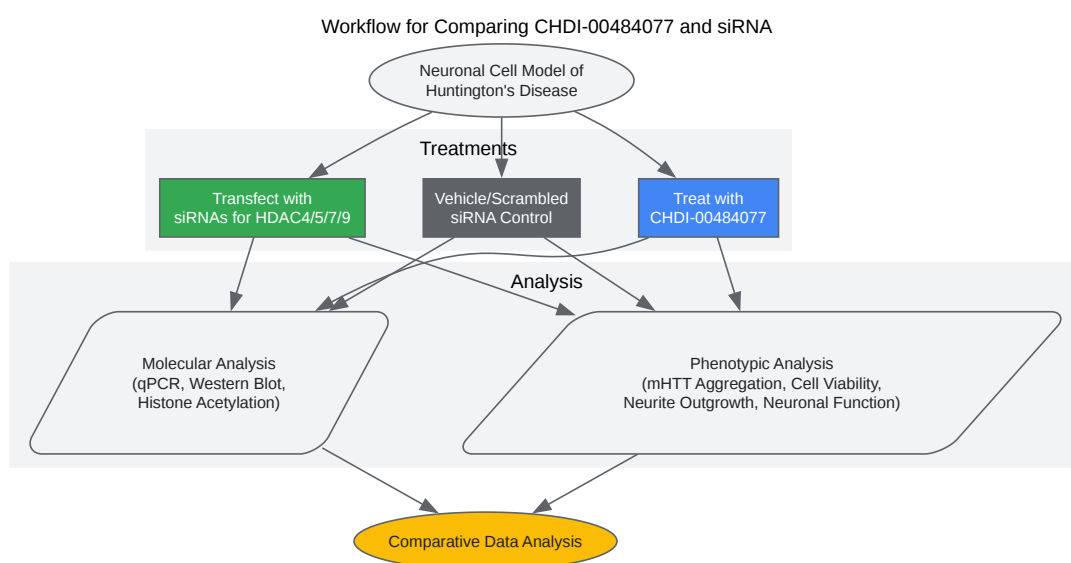 Workflow for Comparing CHDI-00484077 and siRNA
Neuronal Cell Model of
Huntington's Disease
Treatments
Transfect with
siRNAs for HDAC4/5/7/9
Vehicle/Scrambled
siRNA Control
Treat with
CHDI-00484077
Analysis
Molecular Analysis
(qPCR, Western Blot,
Histone Acetylation)
Phenotypic Analysis
(mHTT Aggregation, Cell Viability,
Neurite Outgrowth, Neuronal Function)
Comparative Data Analysis